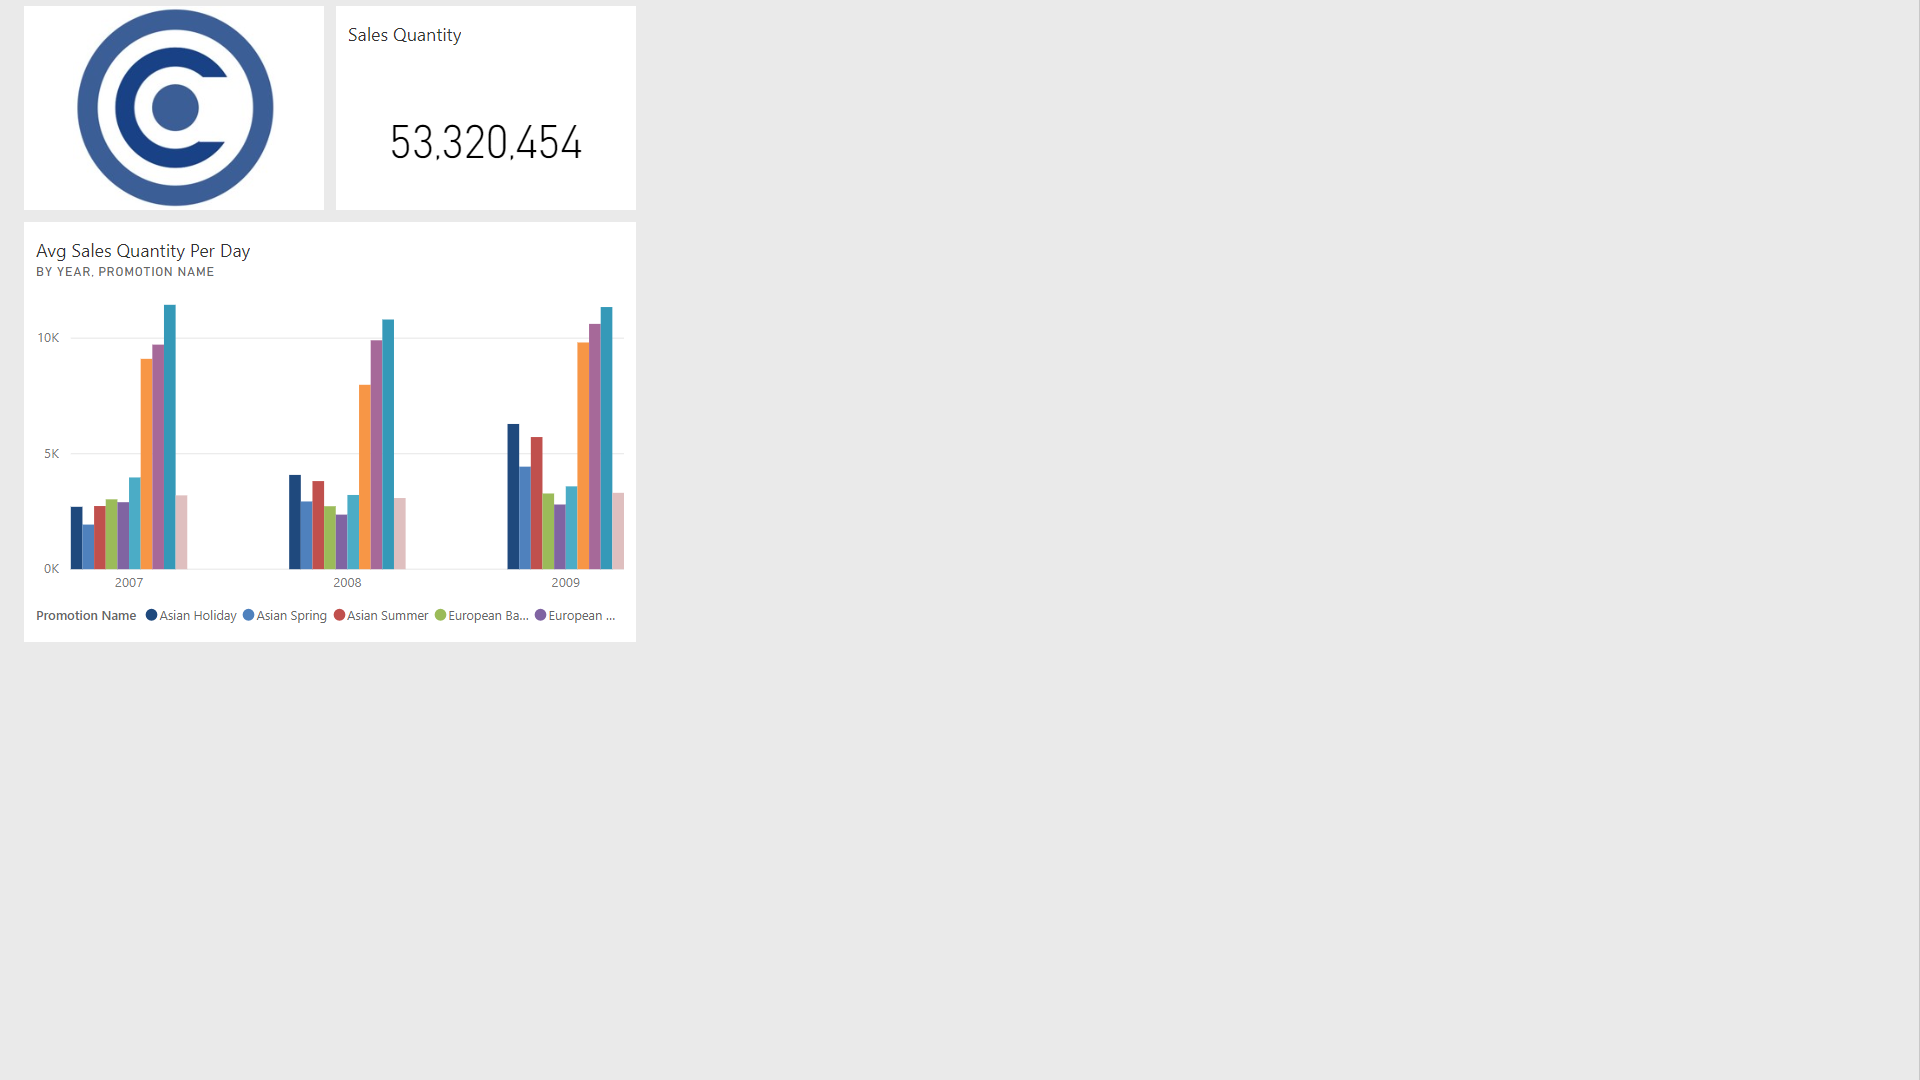 Sales Quantity
53,320,454
Avg Sales Quantity Per Day
BY YEAR, PROMOTION NAME
10K
5K
0K
2007 2008 2009
Promotion Name Asian Holiday Asian Spring Asian Summer European Ba... European ...